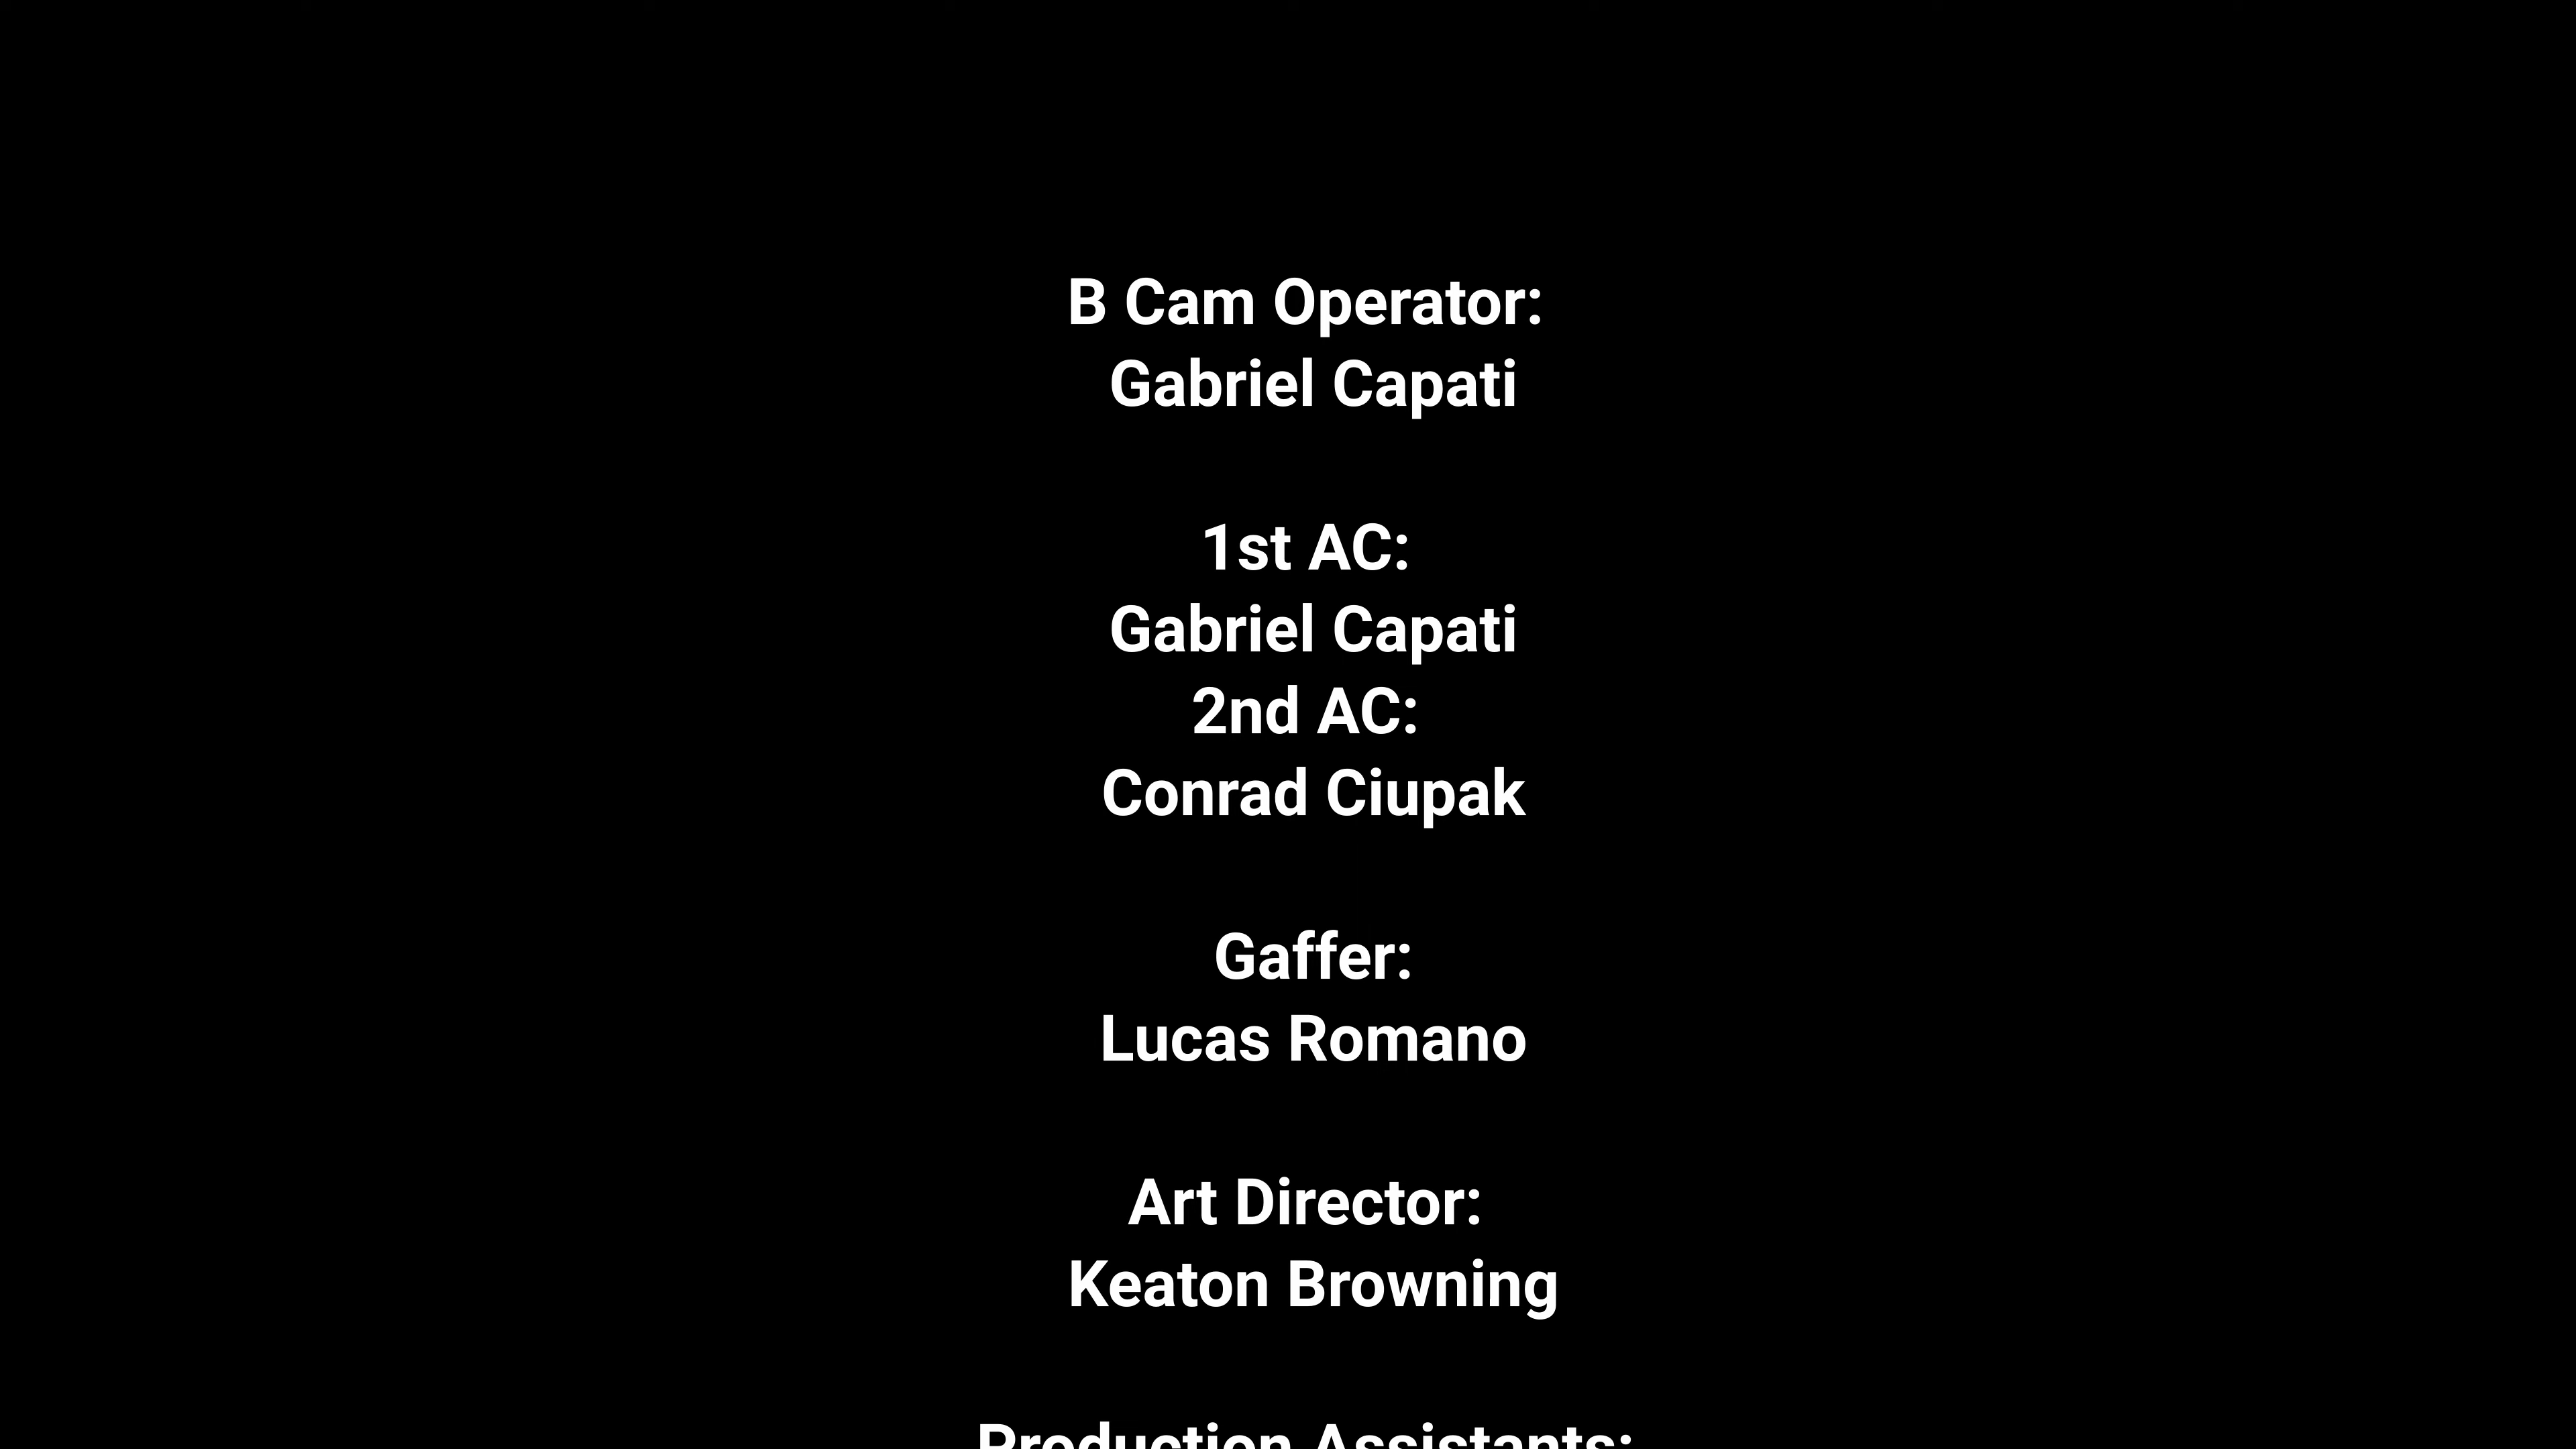 B Cam Operator:
Gabriel Capati
1st AC:
Gabriel Capati
2nd AC:
Conrad Ciupak
Gaffer:
Lucas Romano
Art Director:
Keaton Browning
Production Assistants: